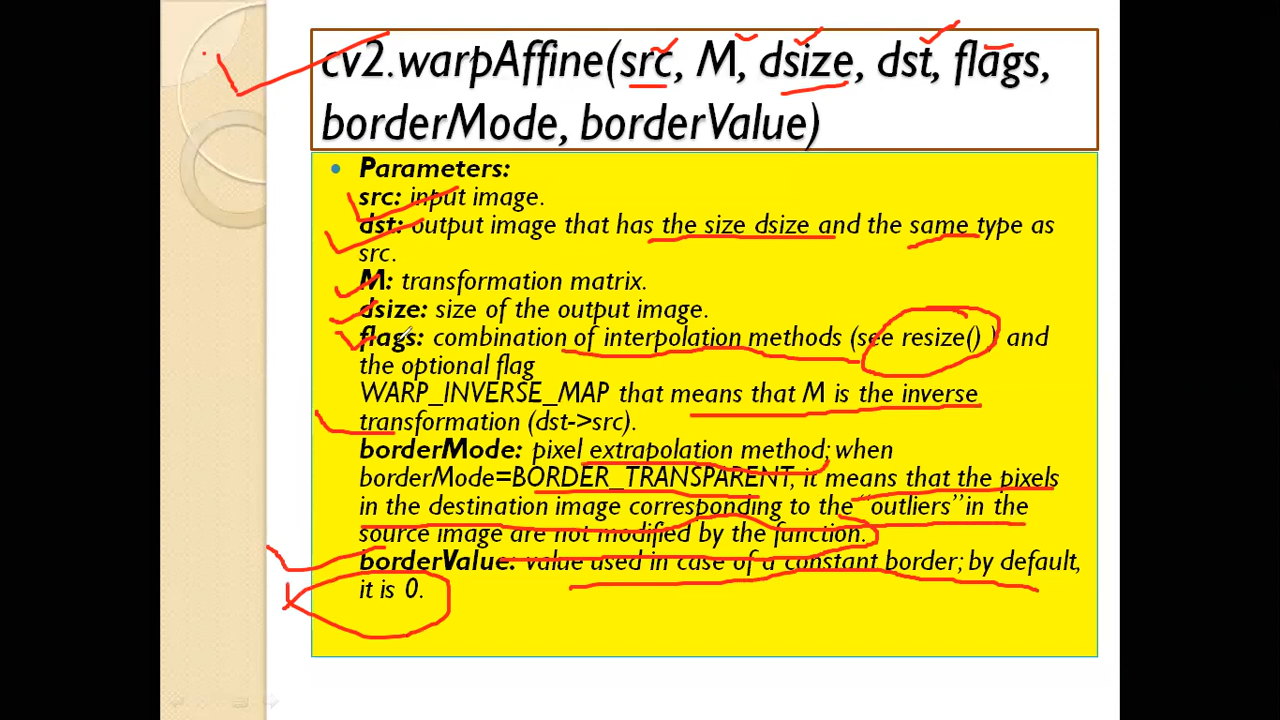 cv2.warpAffine(src, M, dsize, dst, flags,
borderMode, borderValue)
Parameters:
src: input image.
dst: output image that has the size dsize and the same type as
src.
M: transformation matrix.
dsize: size of the output image.
flags: combination of interpolation methods (see resize() ) and
the optional flag
WARP_INVERSE_MAP that means that M is the inverse
transformation (dst->src).
borderMode: pixel extrapolation method; when
borderMode=BORDER_TRANSPARENT, it means that the pixels
in the destination image corresponding to the “outliers” in the
source image are not modified by the function.
borderValue: value used in case of a constant border; by default,
it is 0.